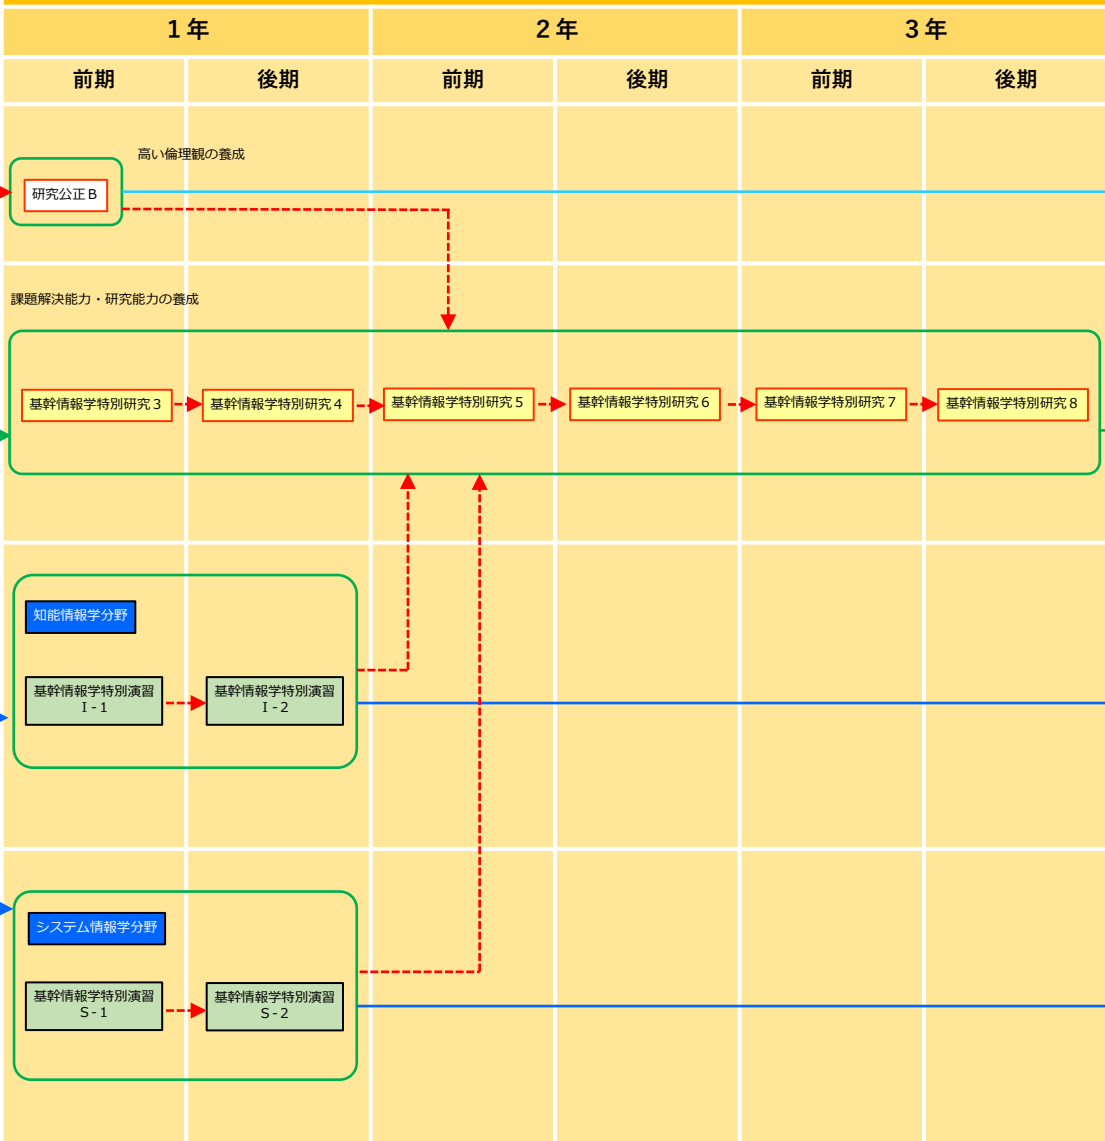 1年
2年
3年
前期
後期
前期
後期
前期
後期
高い倫理観の養成
研究公正B
課題解決能力・研究能力の養成
基幹情報学特別研究3
基幹情報学特別研究4
基幹情報学特別研究5
基幹情報学特別研究6
基幹情報学特別研究7
基幹情報学特別研究8
知能情報学分野
基幹情報学特別演習
I-1
基幹情報学特別演習
I-2
システム情報学分野
基幹情報学特別演習
S-1
基幹情報学特別演習
S-2